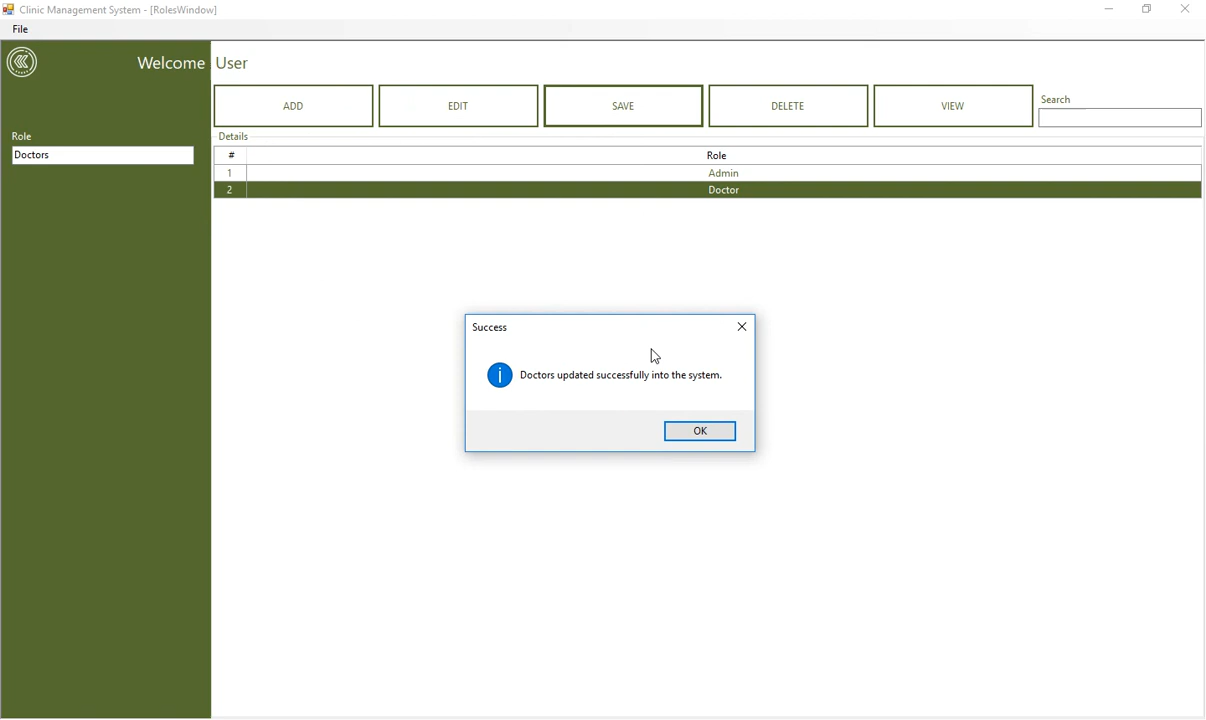 Clinic Management System - [RolesWindow]
File
Welcome User
ADD EDIT SAVE DELETE VIEW
Search
Role
Doctors
Details
# Role
1 Admin
2 Doctor
Success
Doctors updated successfully into the system.
OK